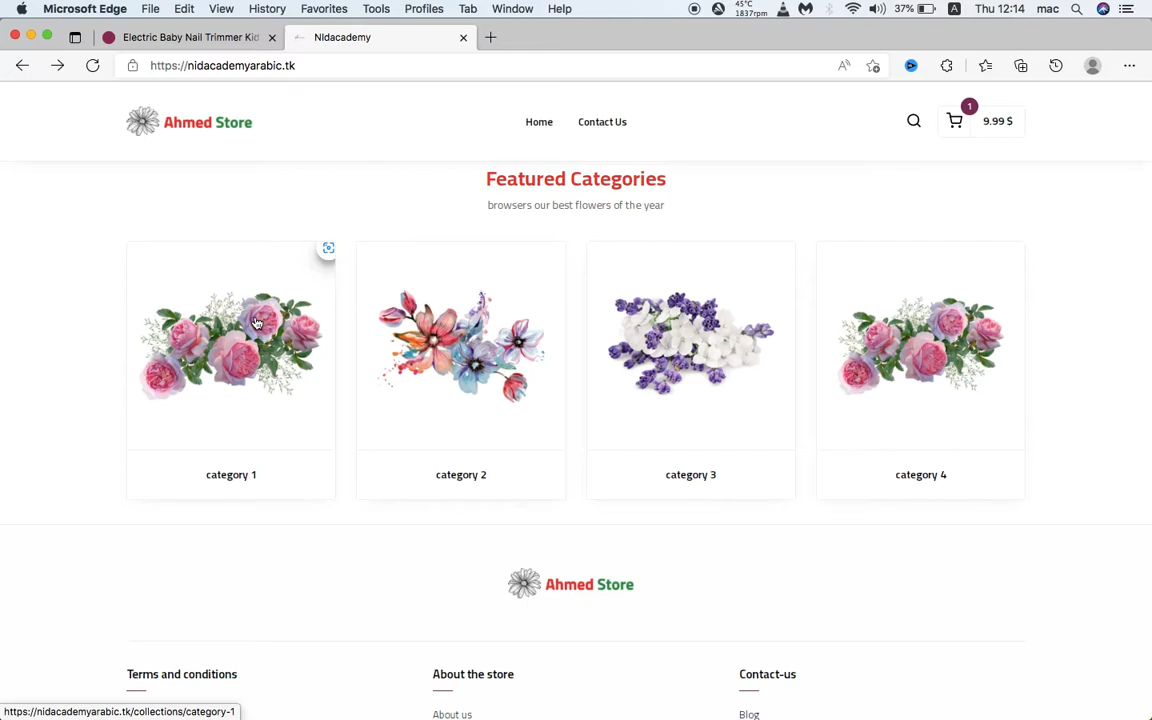 Microsoft Edge File Edit View History Favorites Tools Profiles Tab Window Help 45°C 1837rpm 37% A Thu 12:14 mac
Electric Baby Nail Trimmer Kid
NIdacademy
https://nidacademyarabic.tk
Ahmed Store
Home
Contact Us
1
9.99 $
Featured Categories
browsers our best flowers of the year
category 1
category 2
category 3
category 4
Ahmed Store
Terms and conditions
About the store
Contact-us
About us
Blog
https://nidacademyarabic.tk/collections/category-1